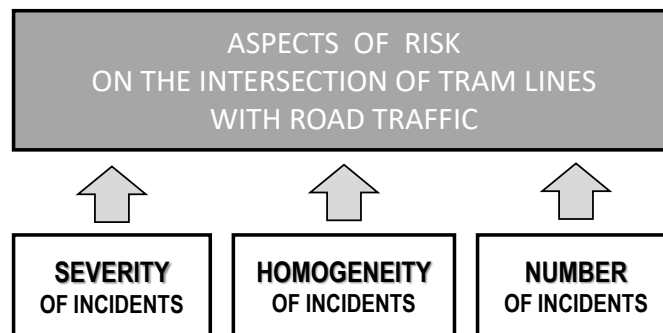 ASPECTS OF RISK
ON THE INTERSECTION OF TRAM LINES
WITH ROAD TRAFFIC
SEVERITY
OF INCIDENTS
HOMOGENEITY
OF INCIDENTS
NUMBER
OF INCIDENTS